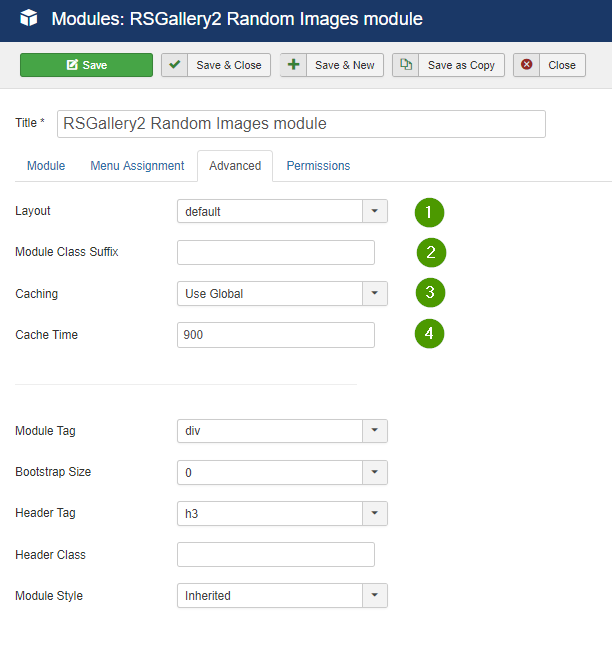 Modules: RSGallery2 Random Images module
Save Save & Close Save & New Save as Copy Close
Title * RSGallery2 Random Images module
Module Menu Assignment Advanced Permissions
Layout default 1
Module Class Suffix 2
Caching Use Global 3
Cache Time 900 4
Module Tag div
Bootstrap Size 0
Header Tag h3
Header Class
Module Style Inherited